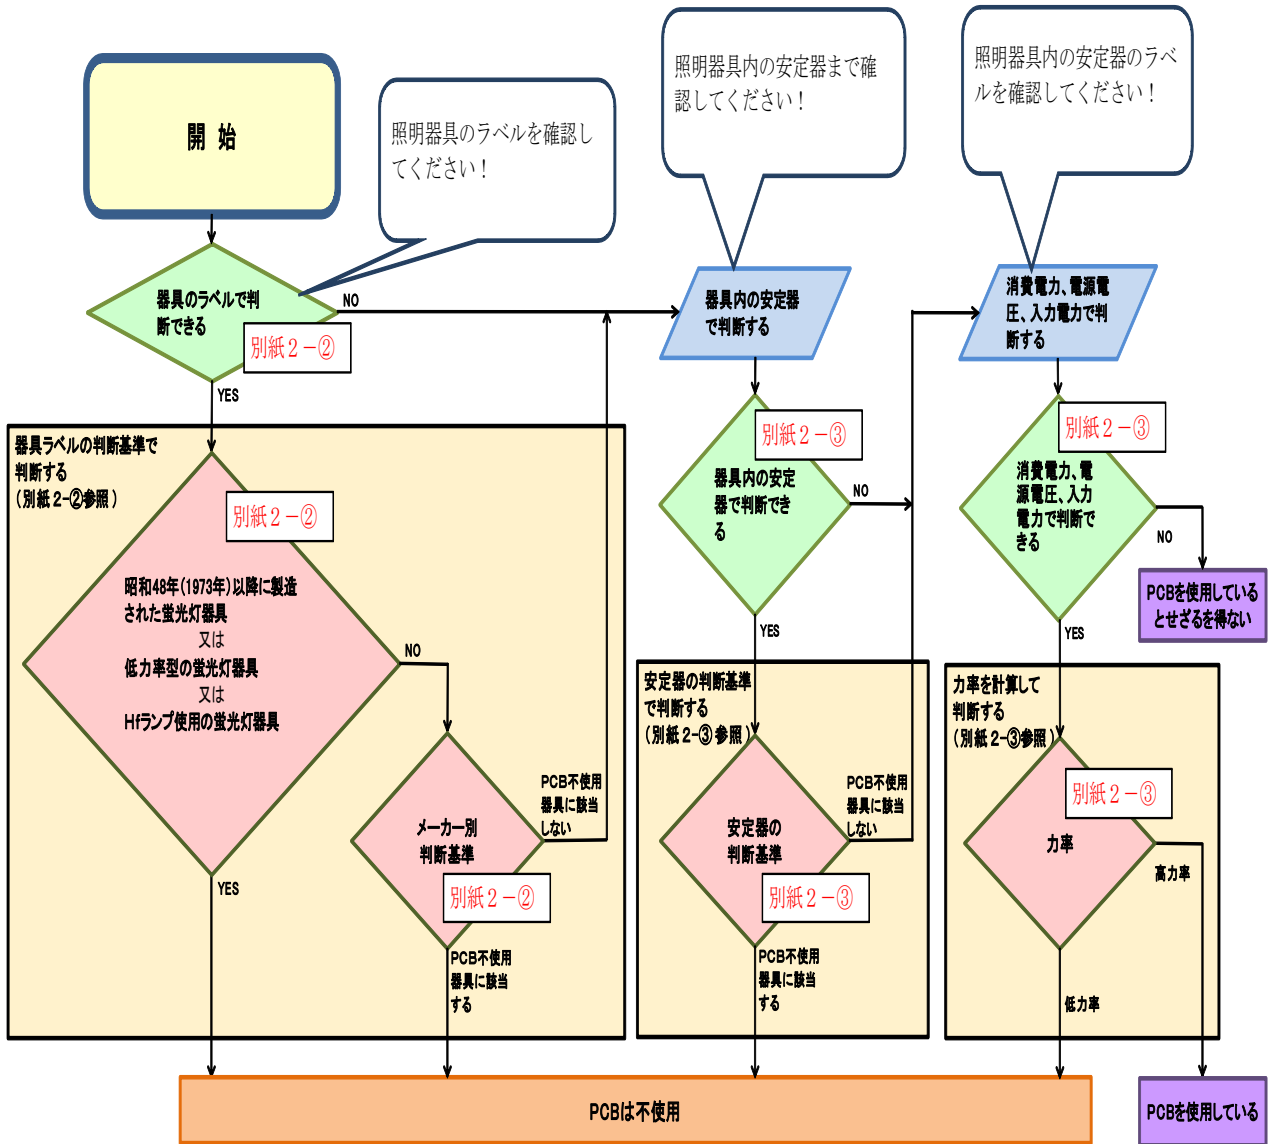 開 始
照明器具のラベルを確認し
てください！
照明器具内の安定器まで確
認してください！
照明器具内の安定器のラベ
ルを確認してください！
器具のラベルで判
断できる
別紙２－②
NO
YES
器具内の安定器
で判断する
消費電力、電源電
圧、入力電力で判
断する
器具ラベルの判断基準で
判断する
（別紙 2-②参照）
別紙２－②
昭和48年(1973年)以降に製造
された蛍光灯器具
又は
低力率型の蛍光灯器具
又は
Hfランプ使用の蛍光灯器具
NO
YES
メーカー別
判断基準
別紙２－②
PCB不使用
器具に該当
しない
PCB不使用
器具に該当
する
別紙２－③
器具内の安定
器で判断でき
る
NO
YES
安定器の判断基準
で判断する
（別紙 2-③ 参照）
安定器の
判断基準
別紙２－③
PCB不使用
器具に該当
しない
PCB不使用
器具に該当
する
別紙２－③
消費電力、電
源電圧、入力
電力で判断で
きる
NO
YES
PCBを使用している
とせざるを得ない
力率を計算して
判断する
（別紙 2-③参照）
別紙２－③
力率
高力率
低力率
PCBは不使用
PCBを使用している